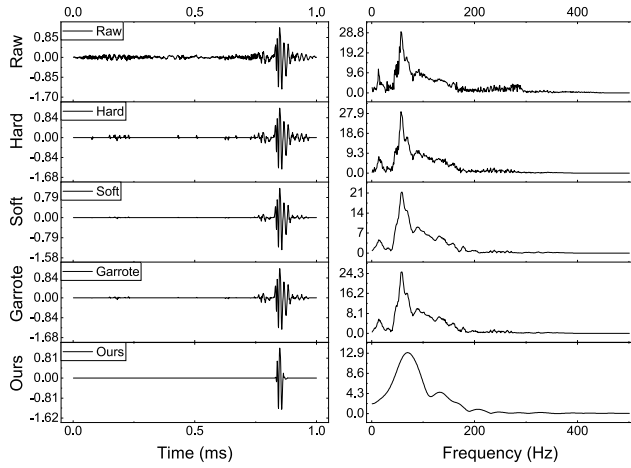 0.0 0.5 1.0 0 200 400
Raw 0.85 0.00 -0.85 -1.70 Raw 28.8 19.2 9.6 0.0
Hard 0.84 0.00 -0.84 -1.68 Hard 27.9 18.6 9.3 0.0
Soft 0.79 0.00 -0.79 -1.58 Soft 21 14 7 0
Garrote 0.84 0.00 -0.84 -1.68 Garrote 24.3 16.2 8.1 0.0
Ours 0.81 0.00 -0.81 -1.62 Ours 12.9 8.6 4.3 0.0
0.0 0.5 1.0 0 200 400
Time (ms) Frequency (Hz)